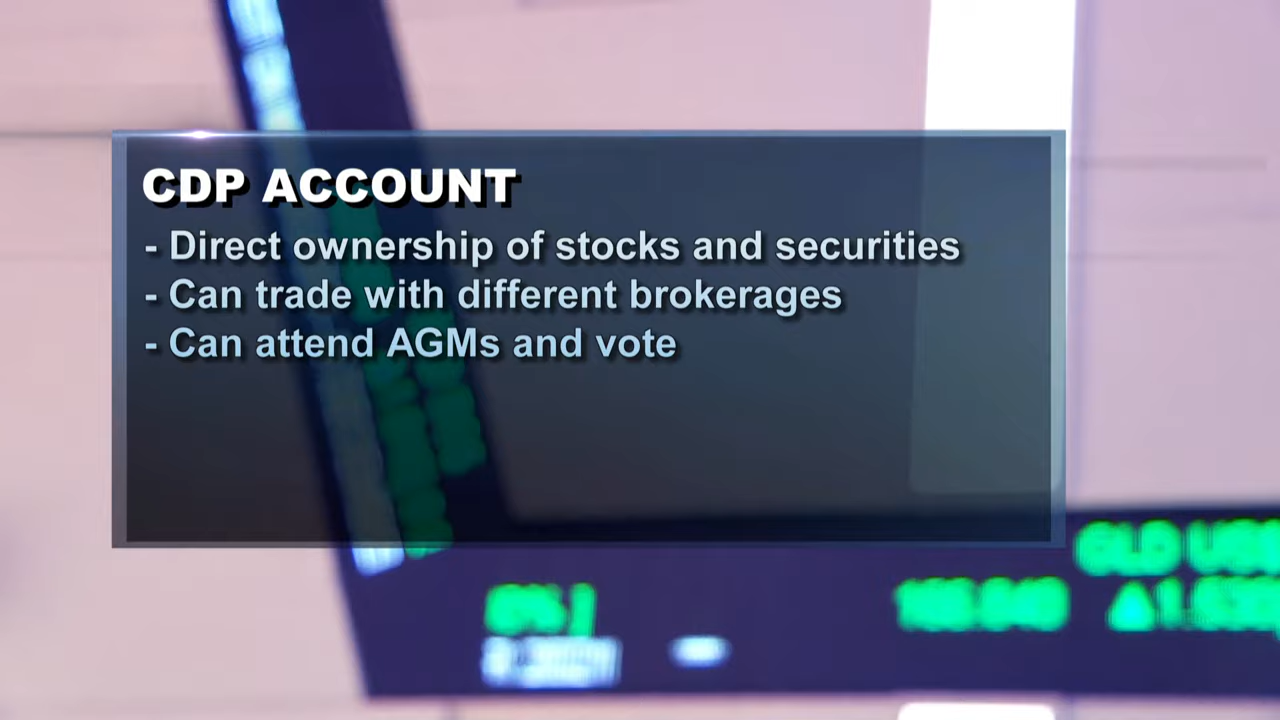 CDP ACCOUNT
- Direct ownership of stocks and securities
- Can trade with different brokerages
- Can attend AGMs and vote